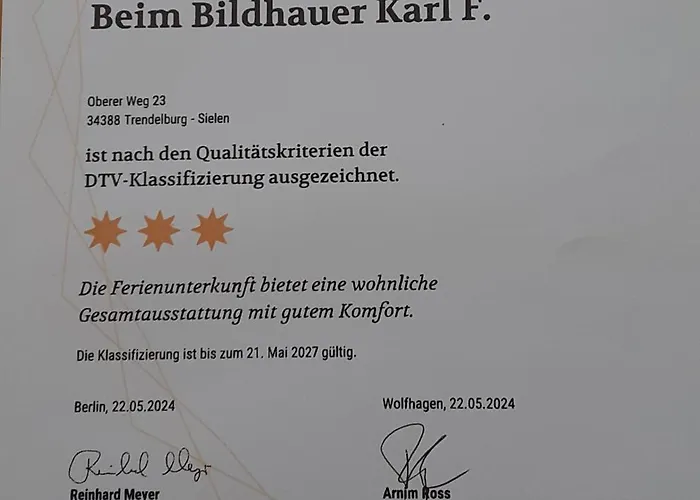 Beim Bildhauer Karl F.
Oberer Weg 23
34388 Trendelburg - Sielen
ist nach den Qualitätskriterien der
DTV-Klassifizierung ausgezeichnet.
Die Ferienunterkunft bietet eine wohnliche
Gesamtausstattung mit gutem Komfort.
Die Klassifizierung ist bis zum 21. Mai 2027 gültig.
Berlin, 22.05.2024
Wolfhagen, 22.05.2024
Reinhard Meyer
Reinhard Meyer
Arnim Ross